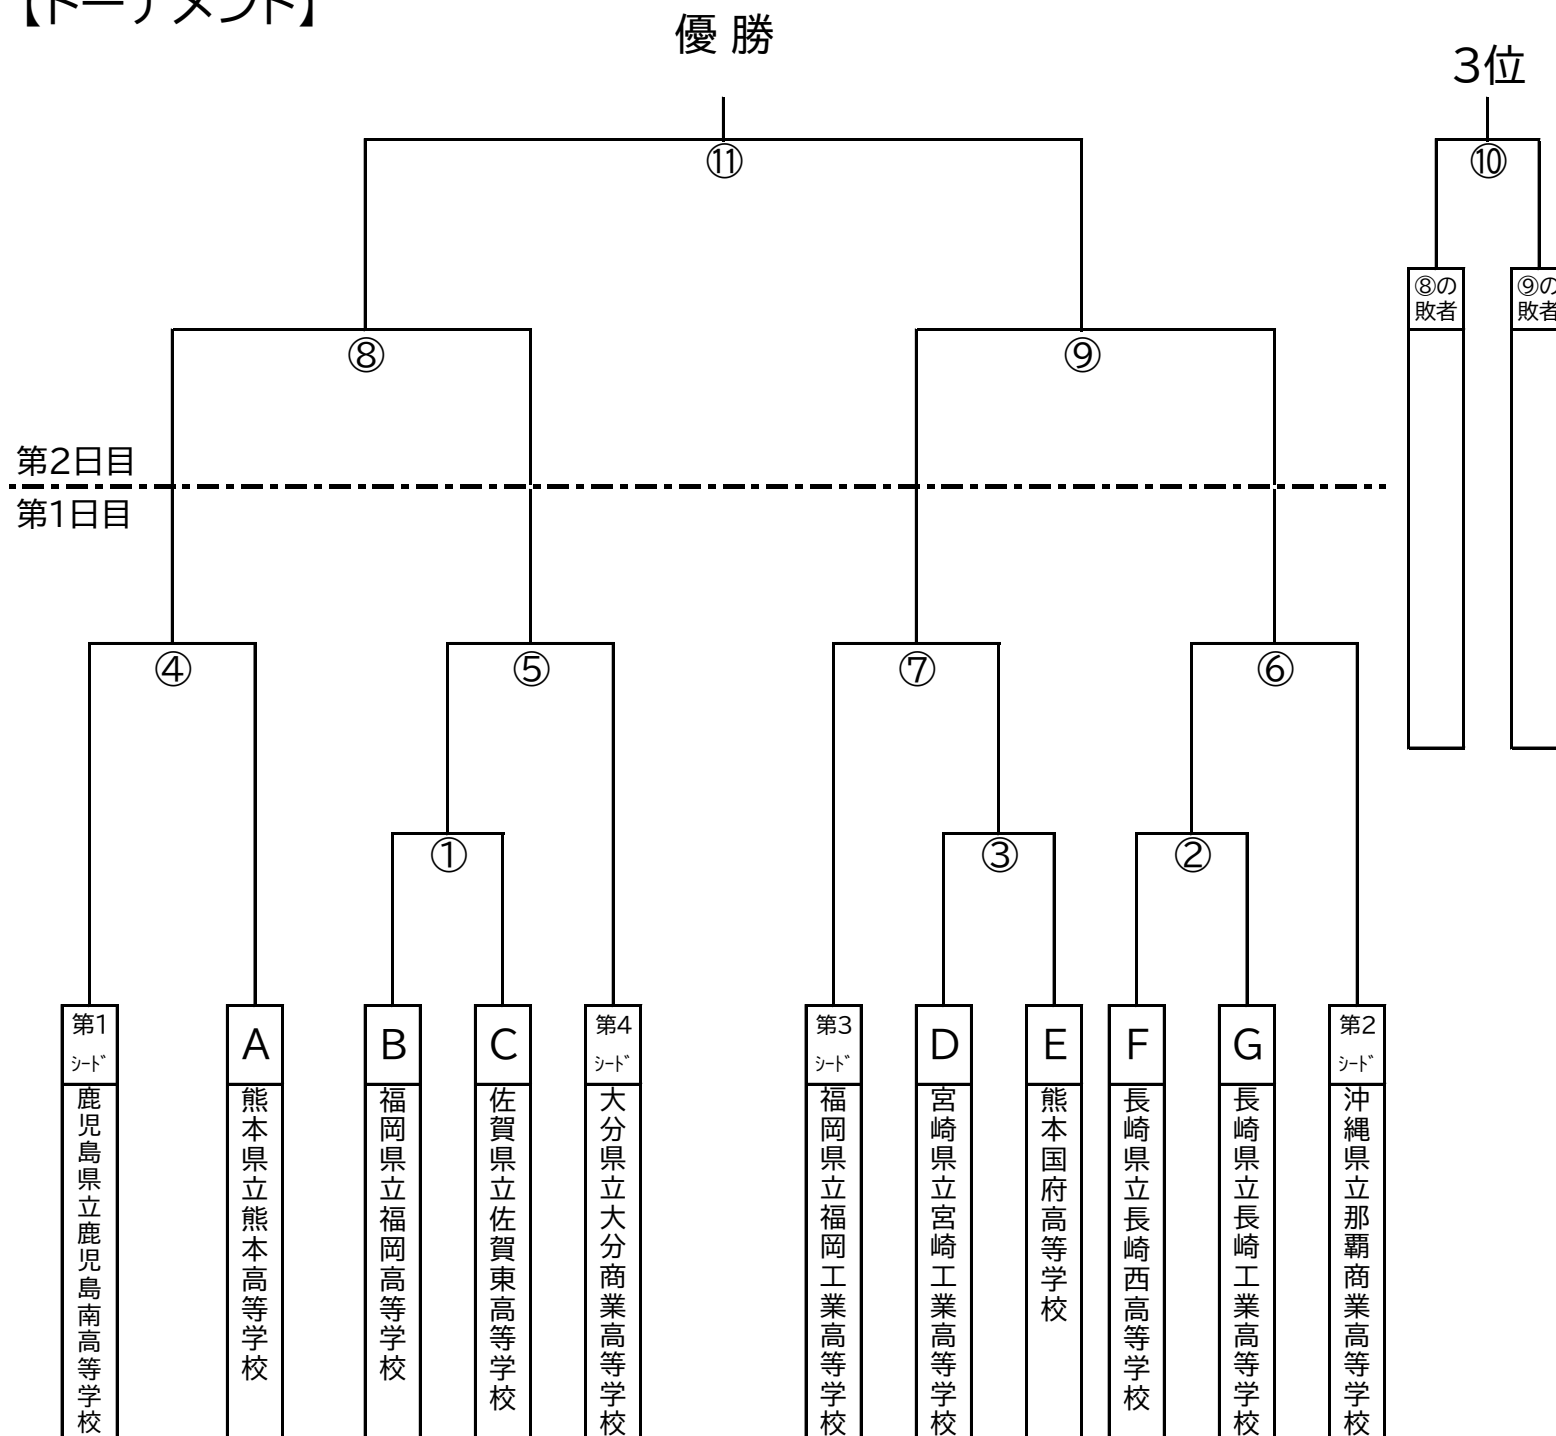 【トーナメント】
優 勝
3位
⑪
⑩
⑧の
敗者
⑨の
敗者
⑧
⑨
第2日目
第1日目
④
⑤
⑦
⑥
①
③
②
第1
ｼｰﾄﾞ
A
B
C
第4
ｼｰﾄﾞ
第3
ｼｰﾄﾞ
D
E
F
G
第2
ｼｰﾄﾞ
鹿児島県立鹿児島南高等学校
熊本県立熊本高等学校
福岡県立福岡高等学校
佐賀県立佐賀東高等学校
大分県立大分商業高等学校
福岡県立福岡工業高等学校
宮崎県立宮崎工業高等学校
熊本国府高等学校
長崎県立長崎西高等学校
長崎県立長崎工業高等学校
沖縄県立那覇商業高等学校